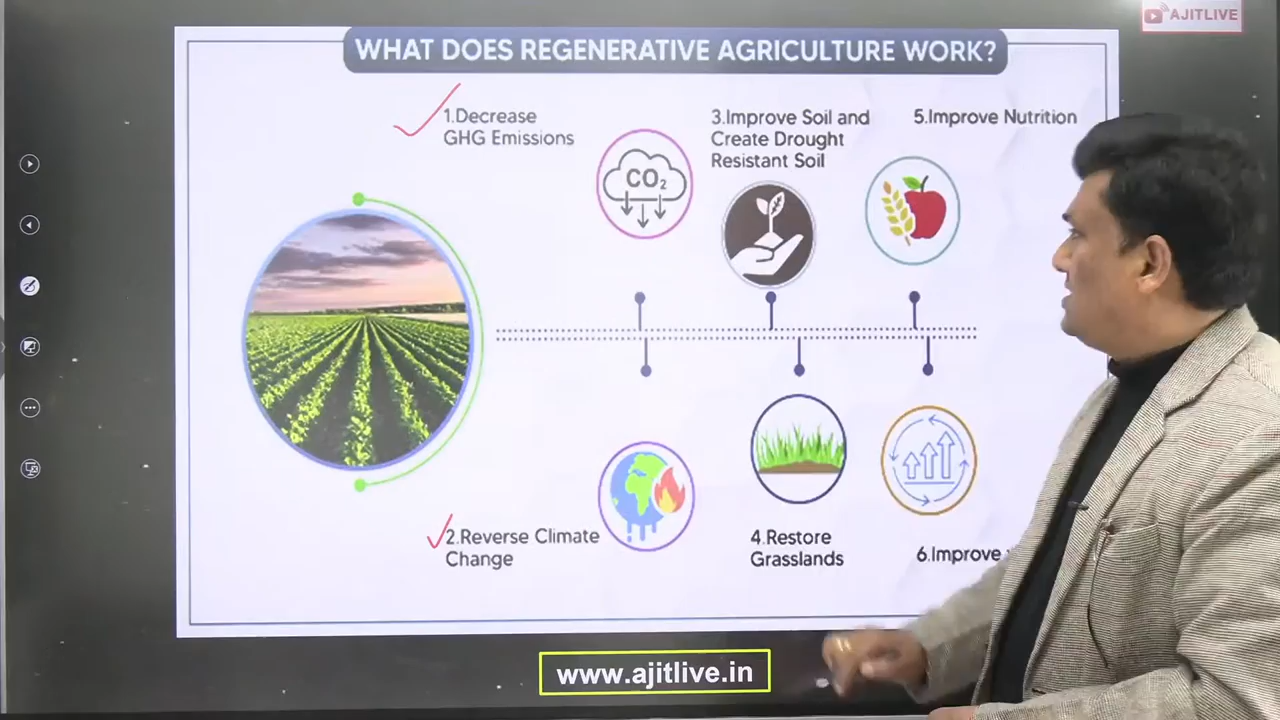 AJITLIVE
WHAT DOES REGENERATIVE AGRICULTURE WORK?
1.Decrease
GHG Emissions
CO₂
3.Improve Soil and
Create Drought
Resistant Soil
5.Improve Nutrition
2.Reverse Climate
Change
4.Restore
Grasslands
6.Improve
www.ajitlive.in